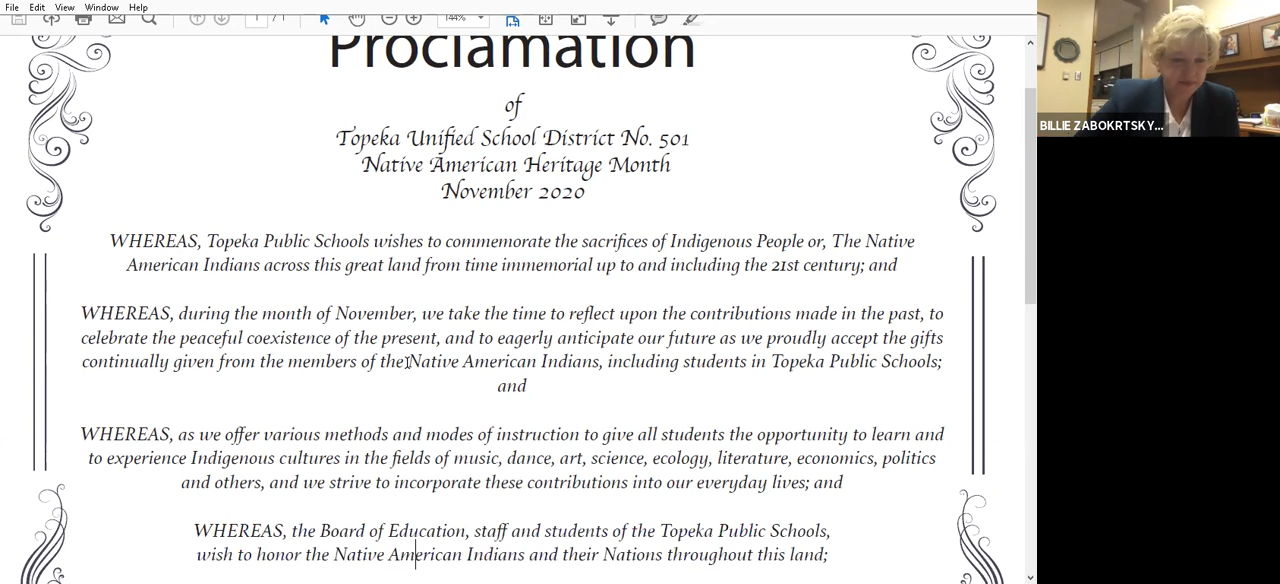 File Edit View Window Help
1 / 1
144%
Proclamation
of
Topeka Unified School District No. 501
Native American Heritage Month
November 2020
WHEREAS, Topeka Public Schools wishes to commemorate the sacrifices of Indigenous People or, The Native
American Indians across this great land from time immemorial up to and including the 21st century; and
WHEREAS, during the month of November, we take the time to reflect upon the contributions made in the past, to
celebrate the peaceful coexistence of the present, and to eagerly anticipate our future as we proudly accept the gifts
continually given from the members of the Native American Indians, including students in Topeka Public Schools;
and
WHEREAS, as we offer various methods and modes of instruction to give all students the opportunity to learn and
to experience Indigenous cultures in the fields of music, dance, art, science, ecology, literature, economics, politics
and others, and we strive to incorporate these contributions into our everyday lives; and
WHEREAS, the Board of Education, staff and students of the Topeka Public Schools,
wish to honor the Native American Indians and their Nations throughout this land;
BILLIE ZABOKRTSKY...